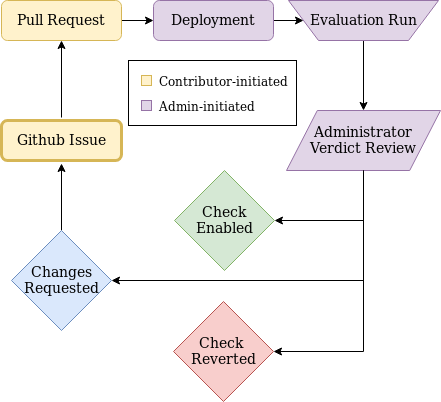 Pull Request
Deployment
Evaluation Run
Contributor-initiated
Admin-initiated
Github Issue
Administrator
Verdict Review
Check
Enabled
Changes
Requested
Check
Reverted